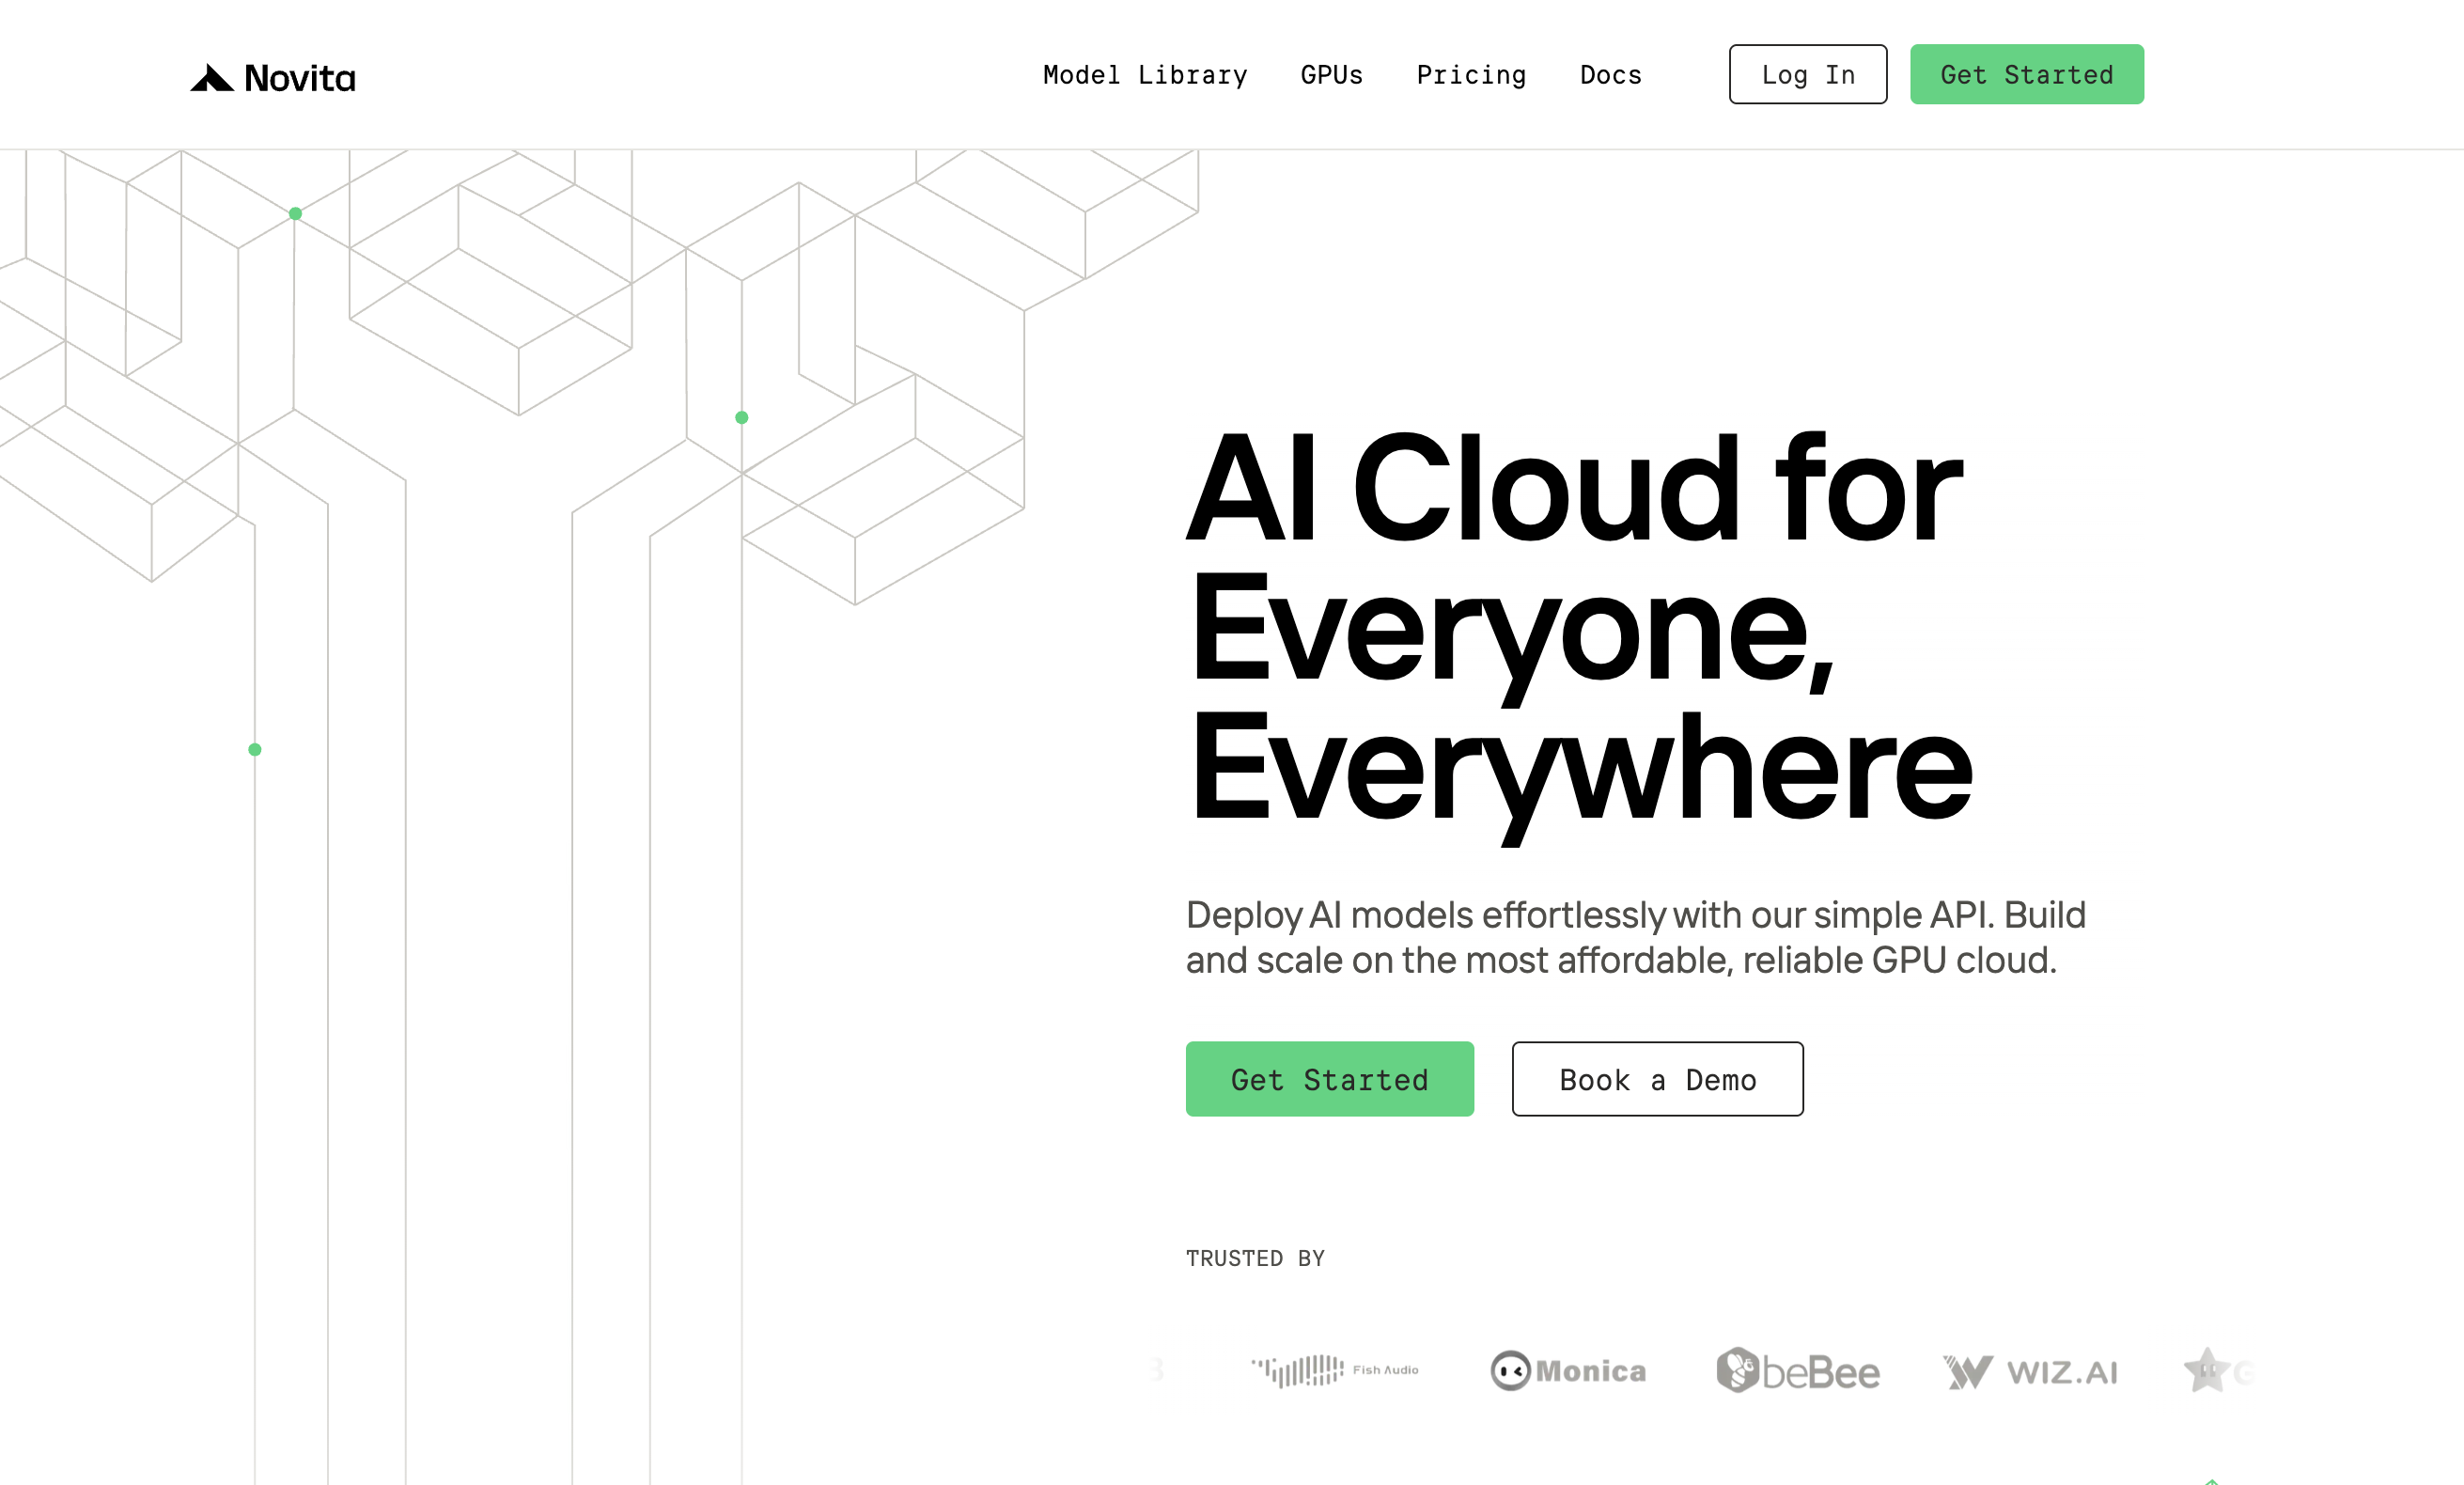 Novita
Model Library
GPUs
Pricing
Docs
Log In
Get Started
AI Cloud for
Everyone,
Everywhere
Deploy AI models effortlessly with our simple API. Build
and scale on the most affordable, reliable GPU cloud.
Get Started
Book a Demo
TRUSTED BY
Fish Audio
Monica
beBee
WIZ.AI